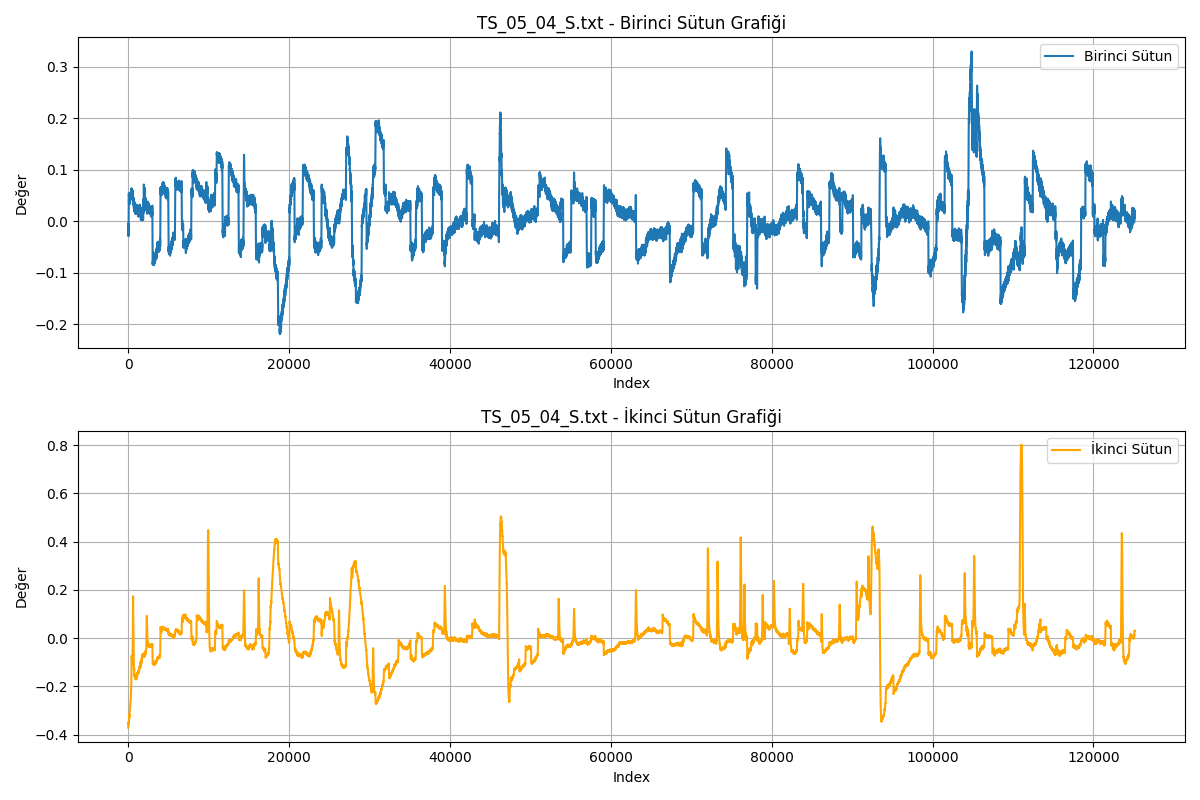 TS_05_04_S.txt - Birinci Sütun Grafiği
Birinci Sütun
Değer
0.3
0.2
0.1
0.0
−0.1
−0.2
0 20000 40000 60000 80000 100000 120000
Index
TS_05_04_S.txt - İkinci Sütun Grafiği
İkinci Sütun
Değer
0.8
0.6
0.4
0.2
0.0
−0.2
−0.4
0 20000 40000 60000 80000 100000 120000
Index